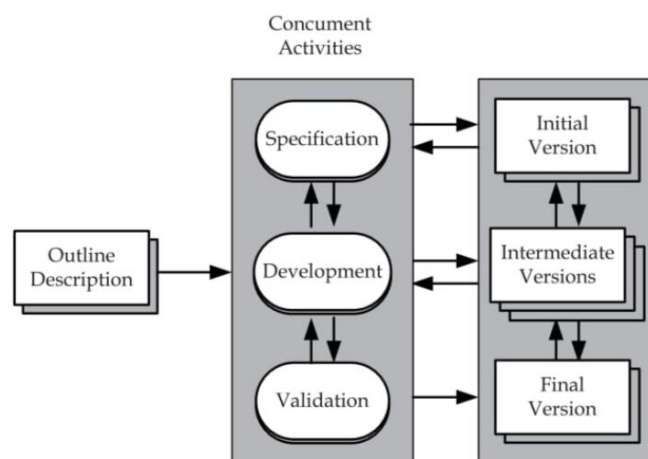 Concument
Activities
Specification
Initial
Version
Outline
Description
Development
Intermediate
Versions
Validation
Final
Version